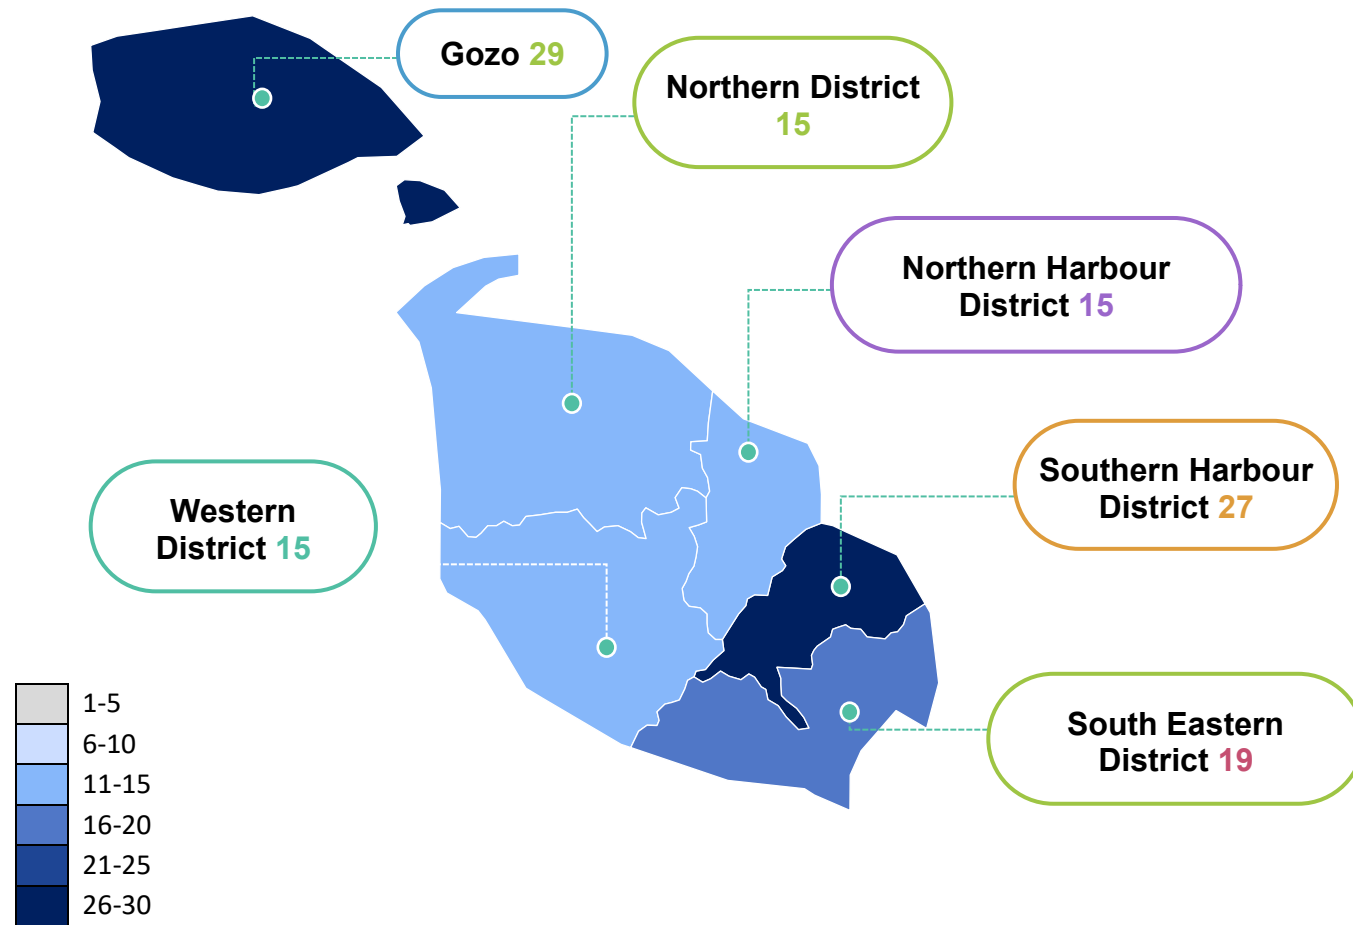 Gozo 29
Northern District
15
Northern Harbour
District 15
Southern Harbour
District 27
Western
District 15
South Eastern
District 19
1-5
6-10
11-15
16-20
21-25
26-30